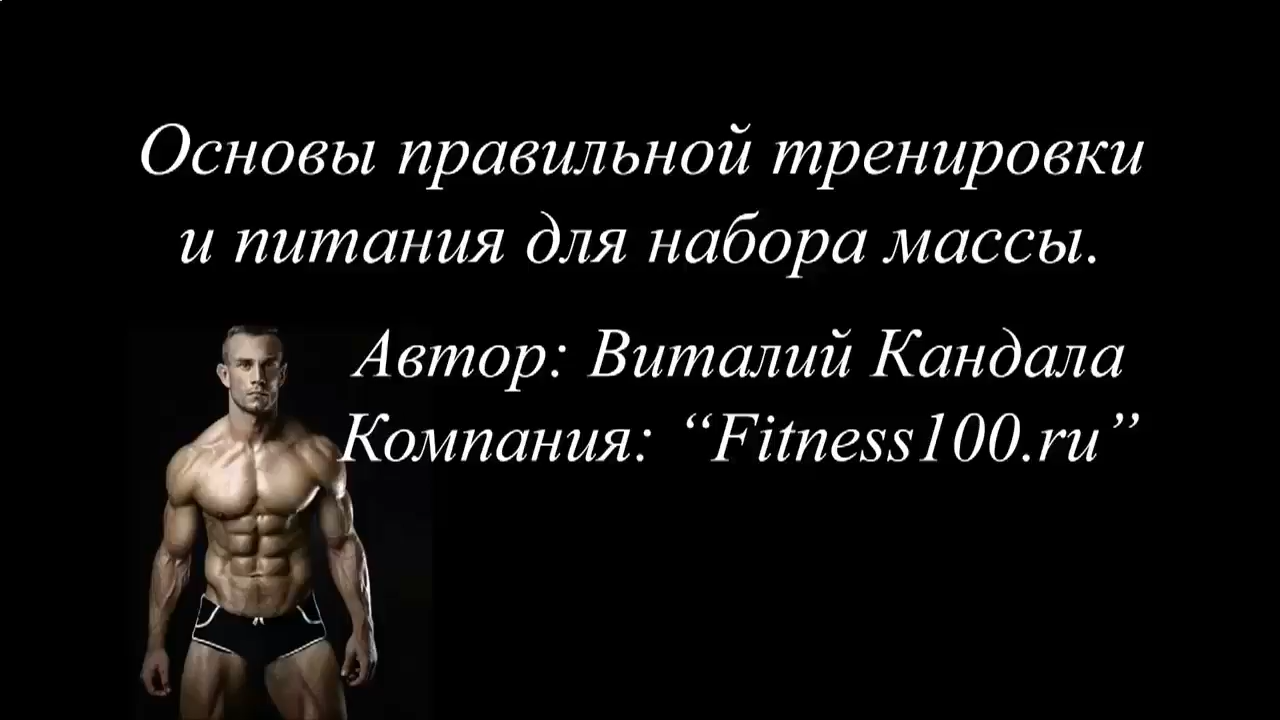 Основы правильной тренировки
и питания для набора массы.
Автор: Виталий Кандала
Компания: “Fitness100.ru”